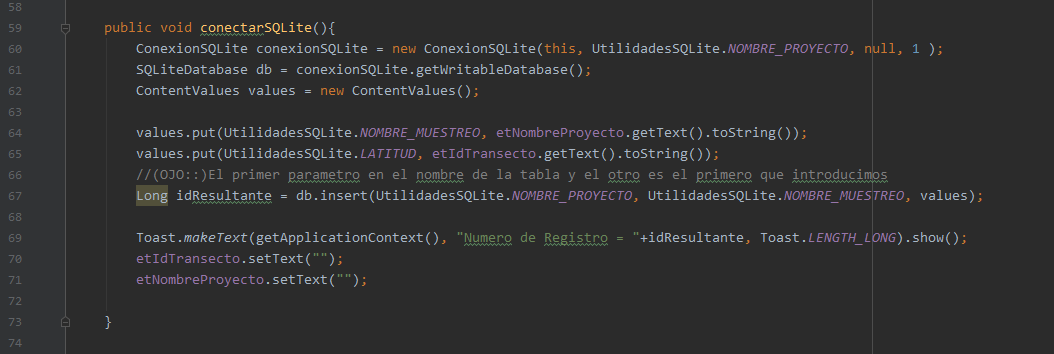 58
59 public void conectarSQLite(){
60 ConexionSQLite conexionSQLite = new ConexionSQLite(this, UtilidadesSQLite.NOMBRE_PROYECTO, null, 1 );
61 SQLiteDatabase db = conexionSQLite.getWritableDatabase();
62 ContentValues values = new ContentValues();
63
64 values.put(UtilidadesSQLite.NOMBRE_MUESTREO, etNombreProyecto.getText().toString());
65 values.put(UtilidadesSQLite.LATITUD, etIdTransecto.getText().toString());
66 //(OJO::)El primer parametro en el nombre de la tabla y el otro es el primero que introducimos
67 Long idResultante = db.insert(UtilidadesSQLite.NOMBRE_PROYECTO, UtilidadesSQLite.NOMBRE_MUESTREO, values);
68
69 Toast.makeText(getApplicationContext(), "Numero de Registro = "+idResultante, Toast.LENGTH_LONG).show();
70 etIdTransecto.setText("");
71 etNombreProyecto.setText("");
72
73 }
74